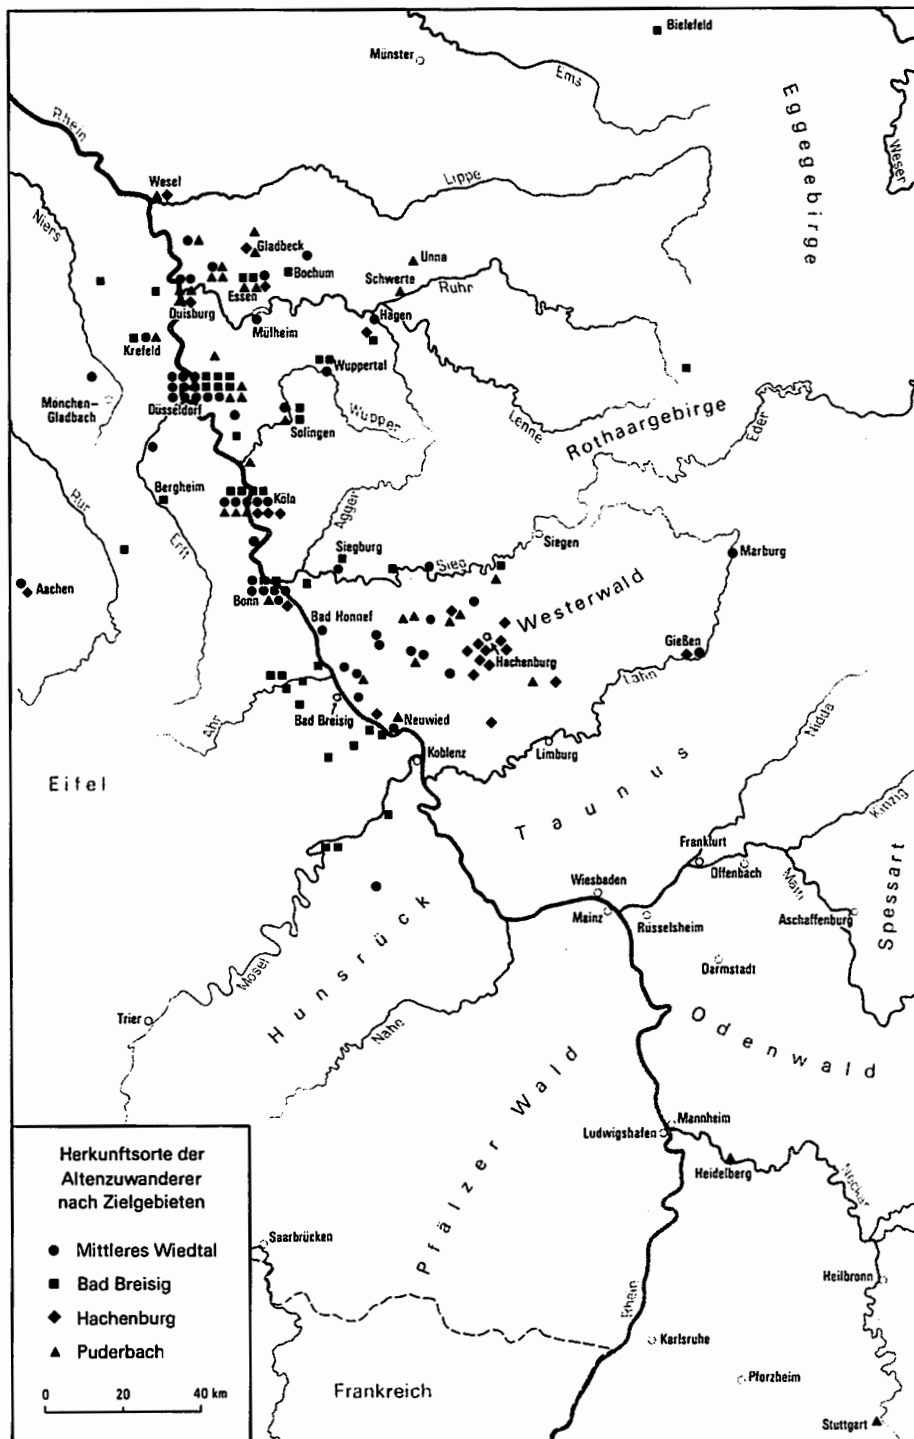 Bielefeld
Münster
Ems
Eggegebirge
Weser
Rhein
Wesel
Lippe
Niers
Gladbeck
Unna
Bochum
Schwerte
Essen
Ruhr
Duisburg
Hagen
Mülheim
Krefeld
Wuppertal
Mönchen-
Gladbach
Düsseldorf
Wupper
Lenne
Rothaargebirge
Eder
Solingen
Bergheim
Köln
Rur
Agger
Erft
Siegburg
Sieg
Siegen
Marburg
Aachen
Bonn
Bad Honnef
Westerwald
Gießen
Hachenburg
Lahn
Ahr
Bad Breisig
Neuwied
Nidda
Koblenz
Limburg
Eifel
Taunus
Kinzig
Frankfurt
Offenbach
Main
Wiesbaden
Mainz
Rüsselsheim
Aschaffenburg
Spessart
Hunsrück
Mosel
Darmstadt
Trier
Nahe
Odenwald
Pfälzer Wald
Mannheim
Ludwigshafen
Heidelberg
Neckar
Saarbrücken
Heilbronn
Rhein
Karlsruhe
Pforzheim
Frankreich
Stuttgart
Herkunftsorte der
Altenzuwanderer
nach Zielgebieten
Mittleres Wiedtal
Bad Breisig
Hachenburg
Puderbach
0 20 40 km